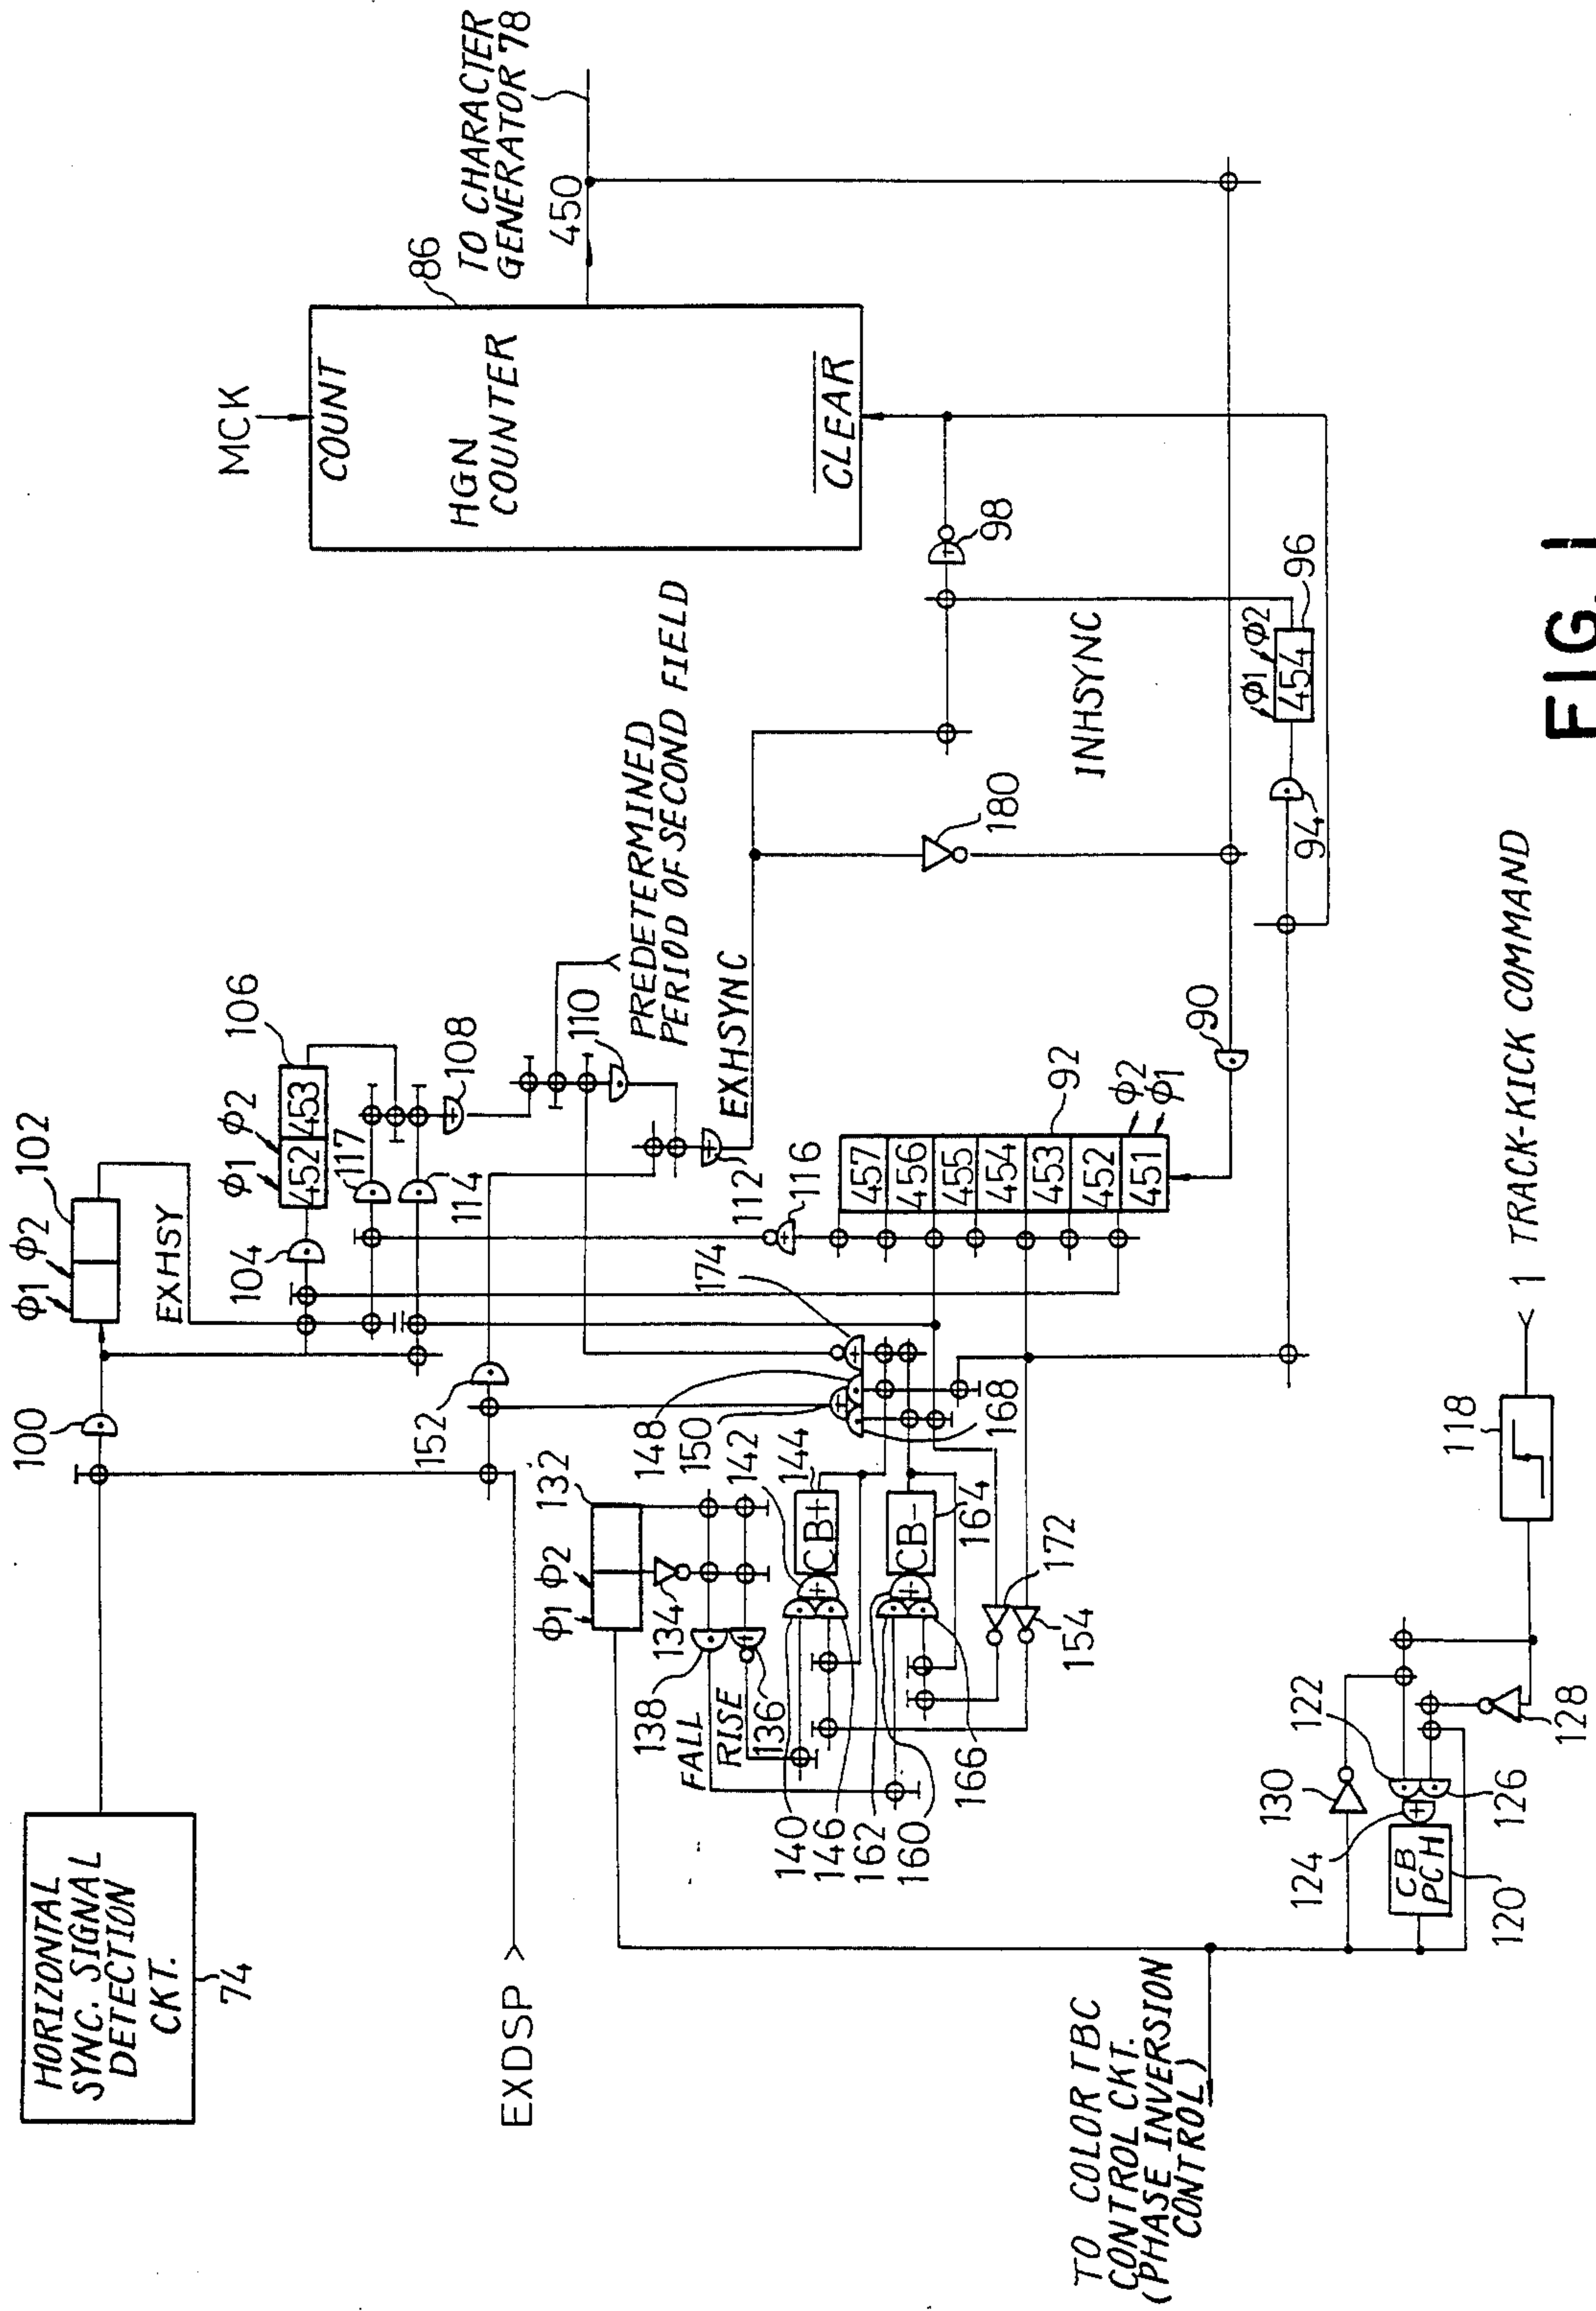 HORIZONTAL
SYNC. SIGNAL
DETECTION
CKT.
74
100
Φ1 Φ2
102
EXHSY
104
Φ1 Φ2
106
452 453
117
114
108
110
PREDETERMINED
PERIOD OF SECOND FIELD
EXHSYNC
112
EXDSP
152
MCK
COUNT
HGN
COUNTER
CLEAR
86
450
TO CHARACTER
GENERATOR 78
98
INHSYNC
180
Φ1 Φ2
454
96
94
90
92
Φ2
Φ1
457
456
455
454
453
452
451
116
174
168
148
150
142
144
Φ1 Φ2
132
134
138
136
FALL
RISE
CB+
CB-
164
172
154
140
146
162
160
166
TO COLOR TBC
CONTROL CKT.
(PHASE INVERSION
CONTROL)
130
122
124
CB
PCH
120
126
128
118
1 TRACK-KICK COMMAND
FIG. 1